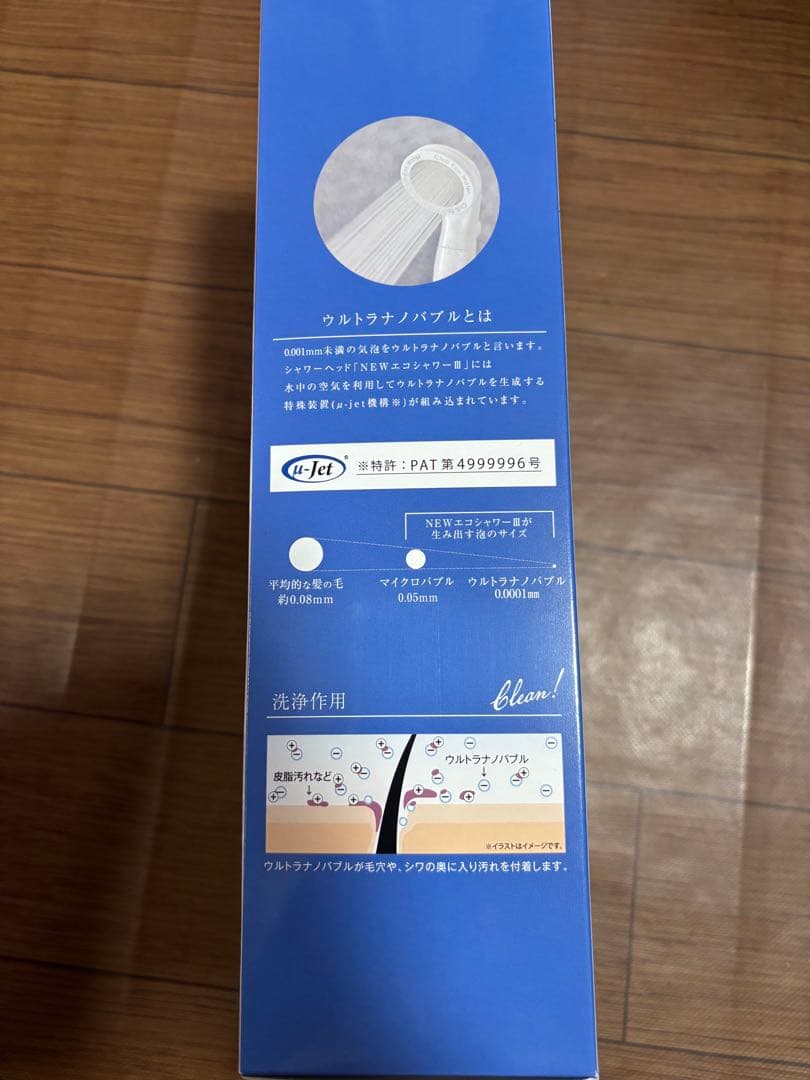 ウルトラナノバブルとは
0.001mm未満の気泡をウルトラナノバブルと言います。
シャワーヘッド「NEWエコシャワーⅢ」には
水中の空気を利用してウルトラナノバブルを生成する
特殊装置(μ-jet機構※)が組み込まれています。
μ-Jet ® ※特許：PAT第4999996号
NEWエコシャワーⅢが
生み出す泡のサイズ
平均的な髪の毛 マイクロバブル ウルトラナノバブル
約0.08mm 0.05mm 0.0001㎜
洗浄作用 Clean!
ウルトラナノバブル
皮脂汚れなど
※イラストはイメージです。
ウルトラナノバブルが毛穴や、シワの奥に入り汚れを付着します。